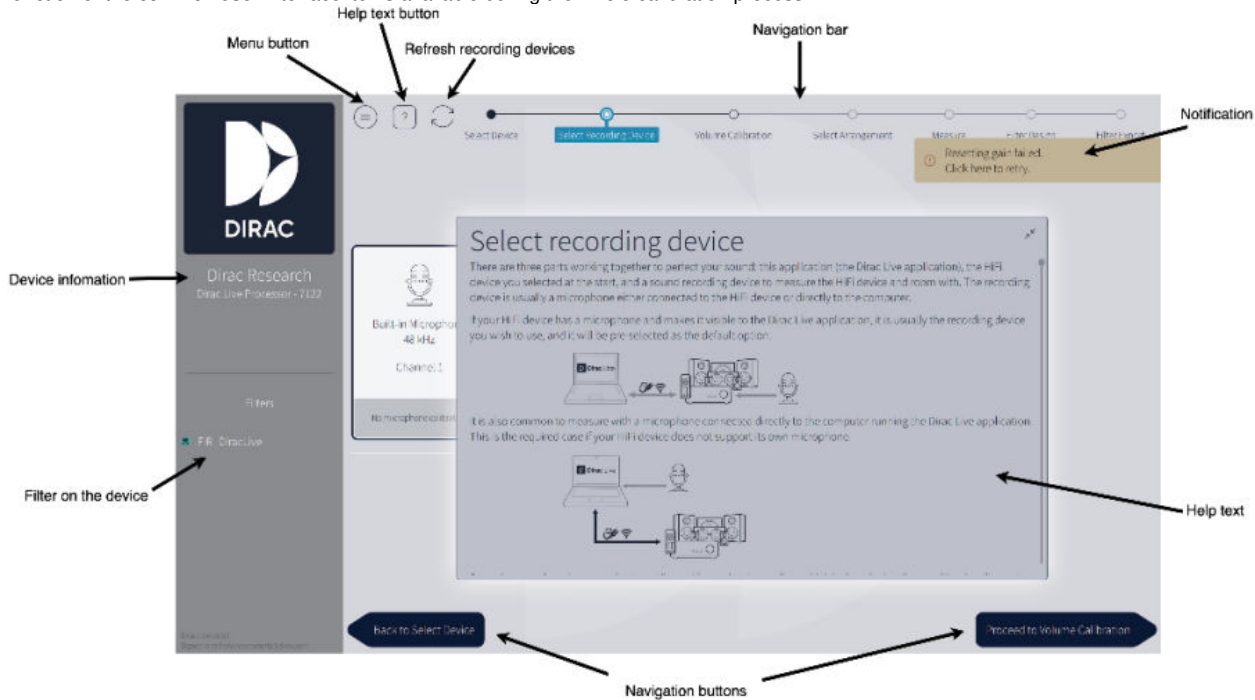 Help text button
Menu button
Refresh recording devices
Navigation bar
Notification
Select Device
Select Recording Device
Volume Calibration
Select Arrangement
Measure
Filter Design
Filter Export
Resetting gain failed.
Click here to retry.
DIRAC
Device infomation
Dirac Research
Dirac Live Processor - 7122
Select recording device
There are three parts working together to perfect your sound: this application (the Dirac Live application), the HiFi
device you selected at the start, and a sound recording device to measure the HiFi device and room with. The recording
device is usually a microphone either connected to the HiFi device or directly to the computer.
If your HiFi device has a microphone and makes it visible to the Dirac Live application, it is usually the recording device
you wish to use, and it will be pre-selected as the default option.
Built-in Microphon
48 kHz
Channel: 1
No microphone calibrat
Dirac Live
It is also common to measure with a microphone connected directly to the computer running the Dirac Live application.
This is the required case if your HiFi device does not support its own microphone.
Dirac Live
Filters
FIR DiracLive
Filter on the device
Help text
Back to Select Device
Proceed to Volume Calibration
Navigation buttons